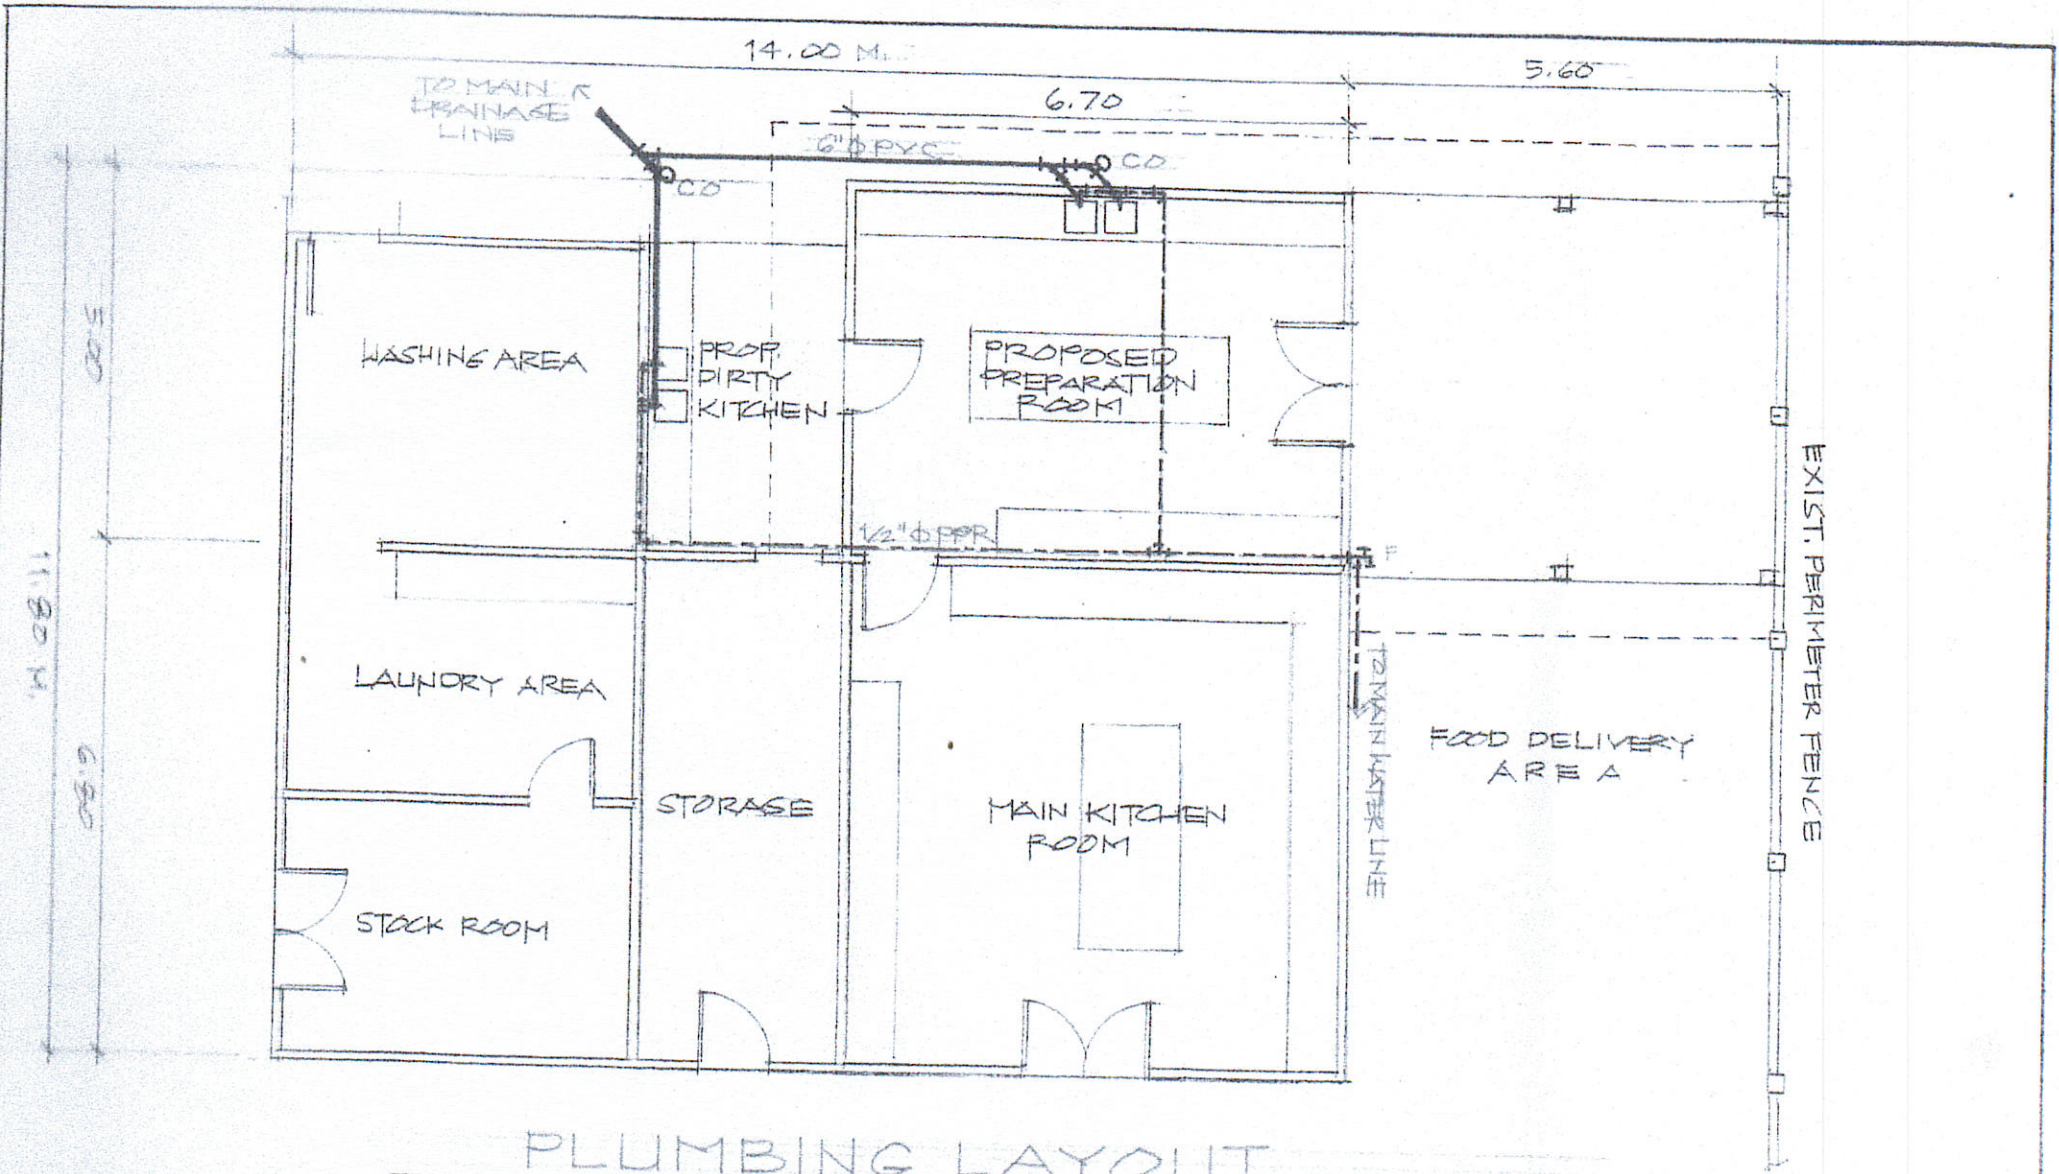 14.00 M.
5.60
6.70
TO MAIN
DRAINAGE
LINE
6"Ø PVC
CO
CO
5.00
11.80 M.
6.80
WASHING AREA
PROP.
DIRTY
KITCHEN
PROPOSED
PREPARATION
ROOM
1/2"Ø PPR
EXIST. PERIMETER FENCE
LAUNDRY AREA
TO MAIN WATER LINE
FOOD DELIVERY
AREA
STORAGE
MAIN KITCHEN
ROOM
STOCK ROOM
PLUMBING LAYOUT